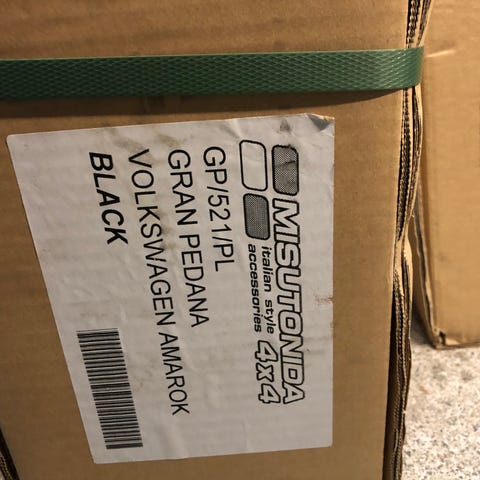 MISUTONDA
italian style
accessories
4x4
GP/521/PL
GRAN PEDANA
VOLKSWAGEN AMAROK
BLACK